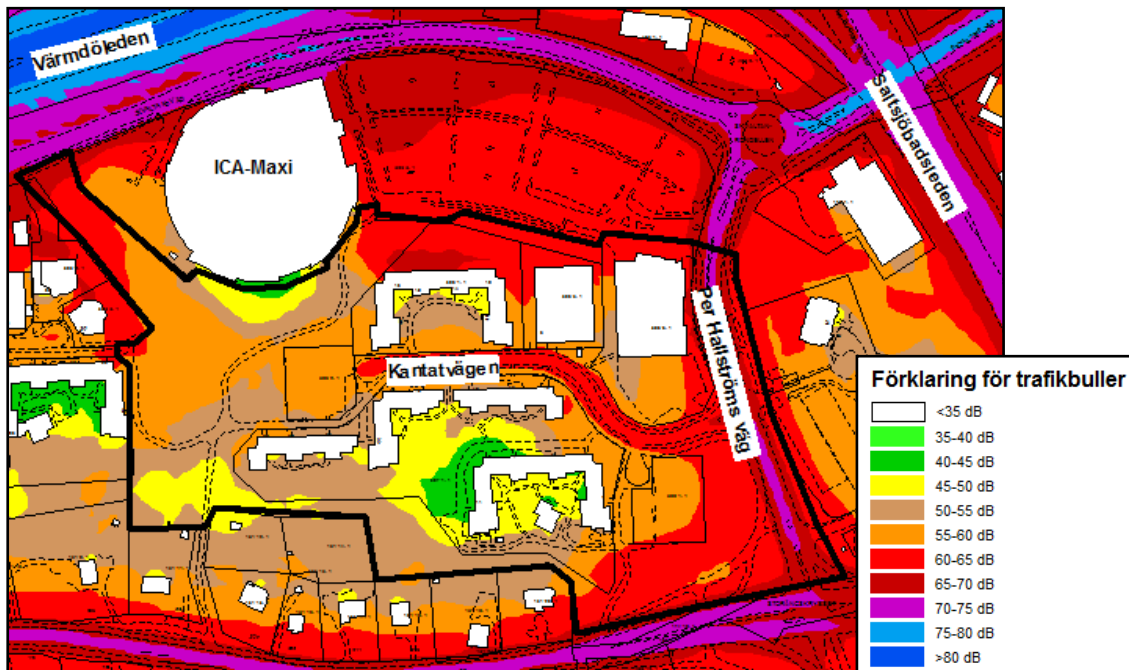 Värmdöleden
Saltsjöbadsleden
ICA-Maxi
Per Hallströms väg
Kantatvägen
Förklaring för trafikbuller
<35 dB
35-40 dB
40-45 dB
45-50 dB
50-55 dB
55-60 dB
60-65 dB
65-70 dB
70-75 dB
75-80 dB
>80 dB